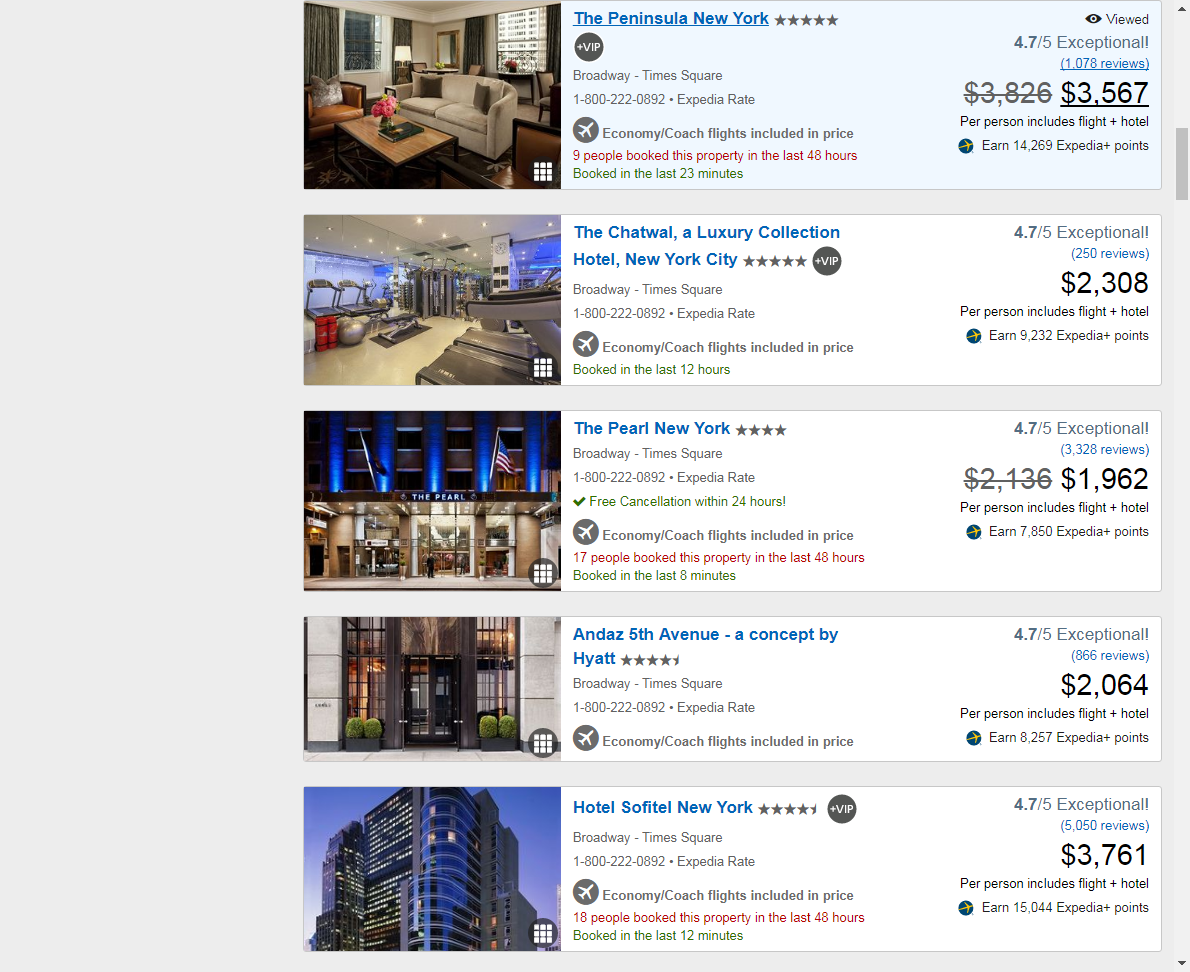 The Peninsula New York
+VIP
Broadway - Times Square
1-800-222-0892 • Expedia Rate
Economy/Coach flights included in price
9 people booked this property in the last 48 hours
Booked in the last 23 minutes
Viewed
4.7/5 Exceptional!
(1,078 reviews)
$3,826 $3,567
Per person includes flight + hotel
Earn 14,269 Expedia+ points
The Chatwal, a Luxury Collection
Hotel, New York City +VIP
Broadway - Times Square
1-800-222-0892 • Expedia Rate
Economy/Coach flights included in price
Booked in the last 12 hours
4.7/5 Exceptional!
(250 reviews)
$2,308
Per person includes flight + hotel
Earn 9,232 Expedia+ points
THE PEARL
The Pearl New York
Broadway - Times Square
1-800-222-0892 • Expedia Rate
Free Cancellation within 24 hours!
Economy/Coach flights included in price
17 people booked this property in the last 48 hours
Booked in the last 8 minutes
4.7/5 Exceptional!
(3,328 reviews)
$2,136 $1,962
Per person includes flight + hotel
Earn 7,850 Expedia+ points
Andaz 5th Avenue - a concept by
Hyatt
Broadway - Times Square
1-800-222-0892 • Expedia Rate
Economy/Coach flights included in price
4.7/5 Exceptional!
(866 reviews)
$2,064
Per person includes flight + hotel
Earn 8,257 Expedia+ points
Hotel Sofitel New York +VIP
Broadway - Times Square
1-800-222-0892 • Expedia Rate
Economy/Coach flights included in price
18 people booked this property in the last 48 hours
Booked in the last 12 minutes
4.7/5 Exceptional!
(5,050 reviews)
$3,761
Per person includes flight + hotel
Earn 15,044 Expedia+ points